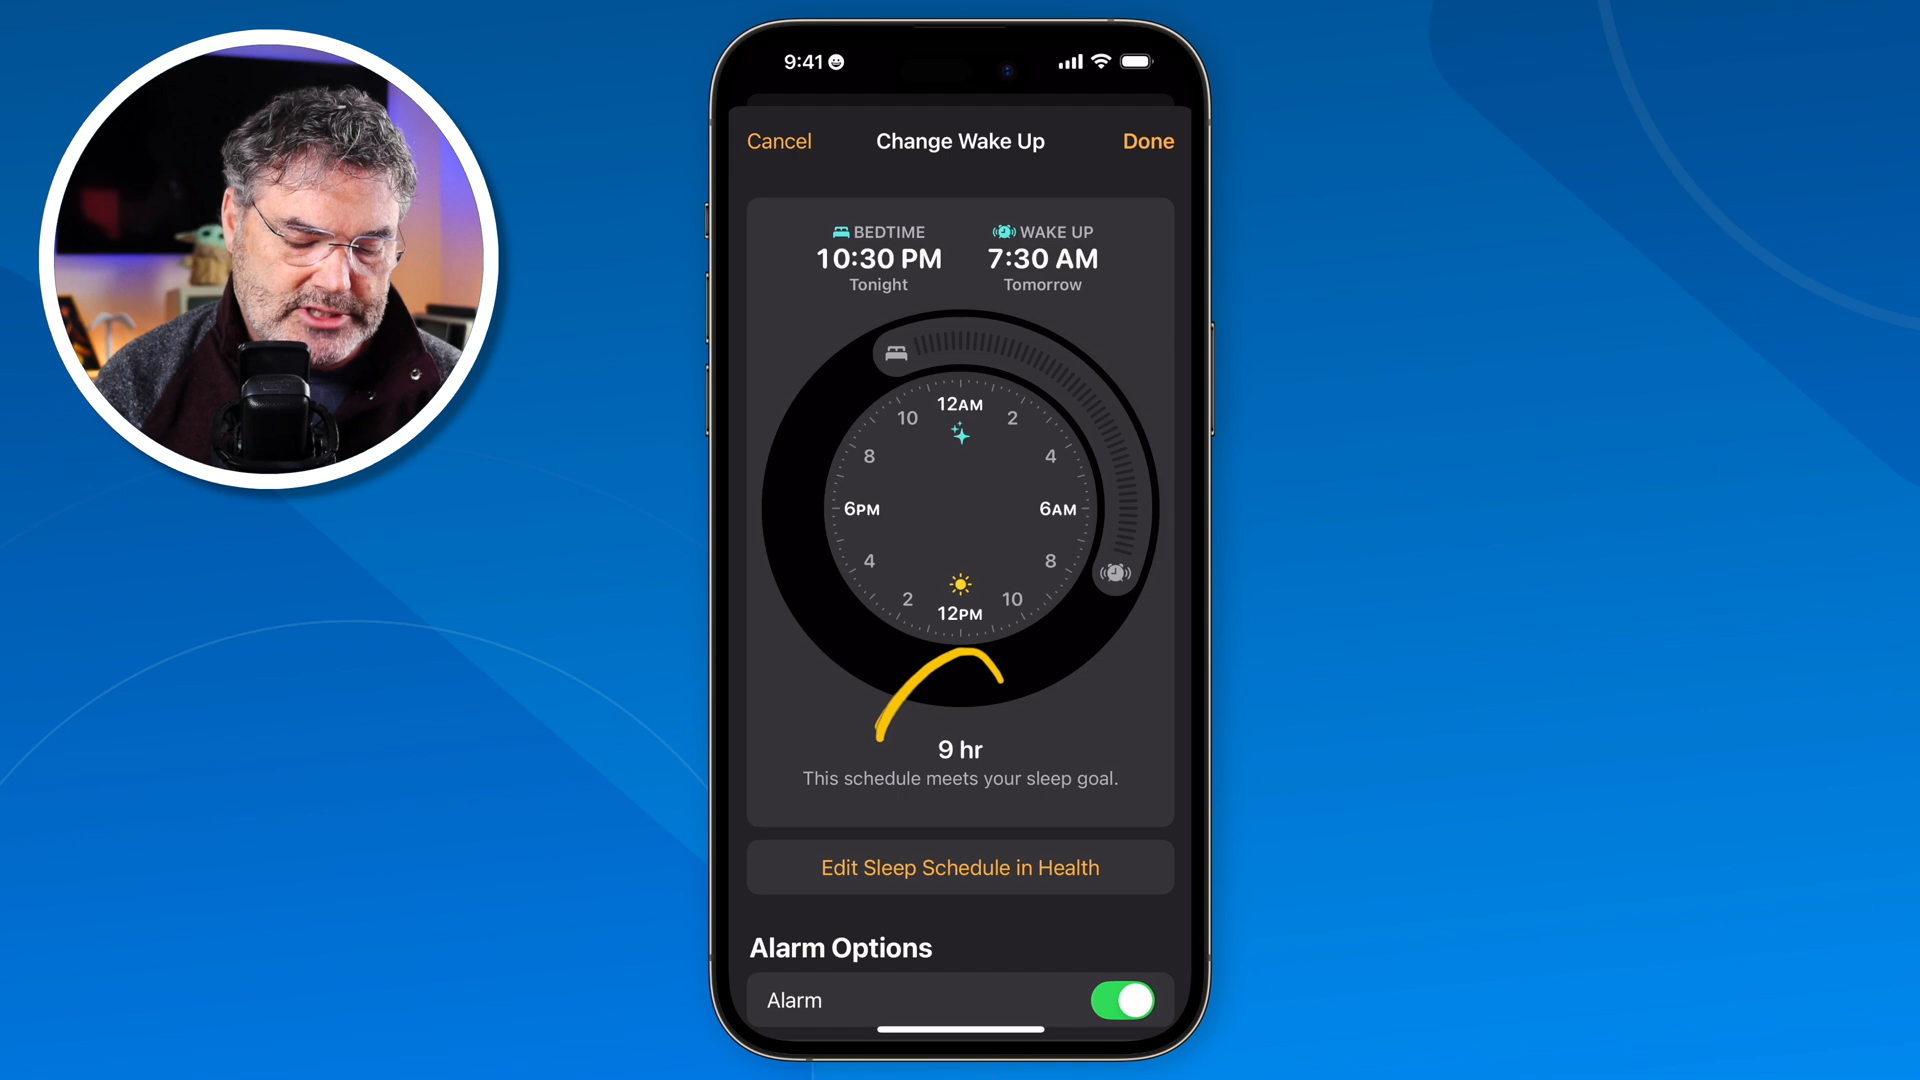 9:41
Cancel
Change Wake Up
Done
BEDTIME
WAKE UP
10:30 PM
7:30 AM
Tonight
Tomorrow
12AM
10
2
8
4
6PM
6AM
4
8
2
10
12PM
9 hr
This schedule meets your sleep goal.
Edit Sleep Schedule in Health
Alarm Options
Alarm